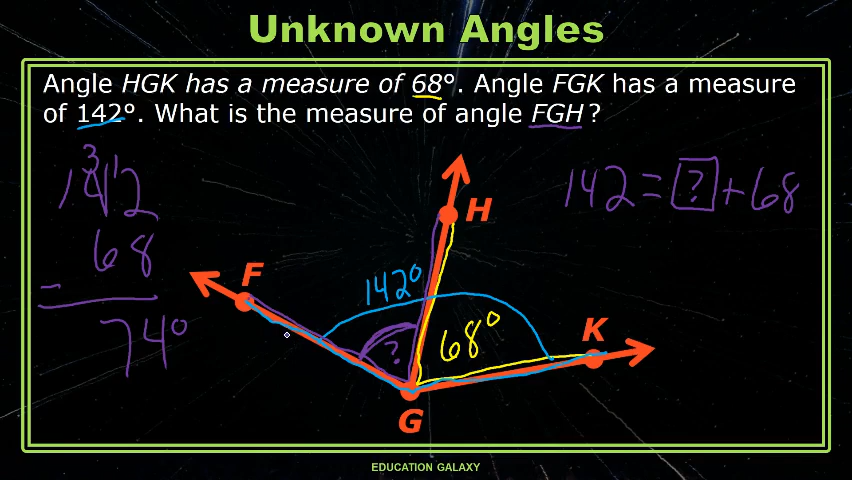 Unknown Angles
Angle HGK has a measure of 68°. Angle FGK has a measure
of 142°. What is the measure of angle FGH?
3 1
142
142 = ? + 68
H
- 68
F
142°
74°
68°
K
?
G
EDUCATION GALAXY